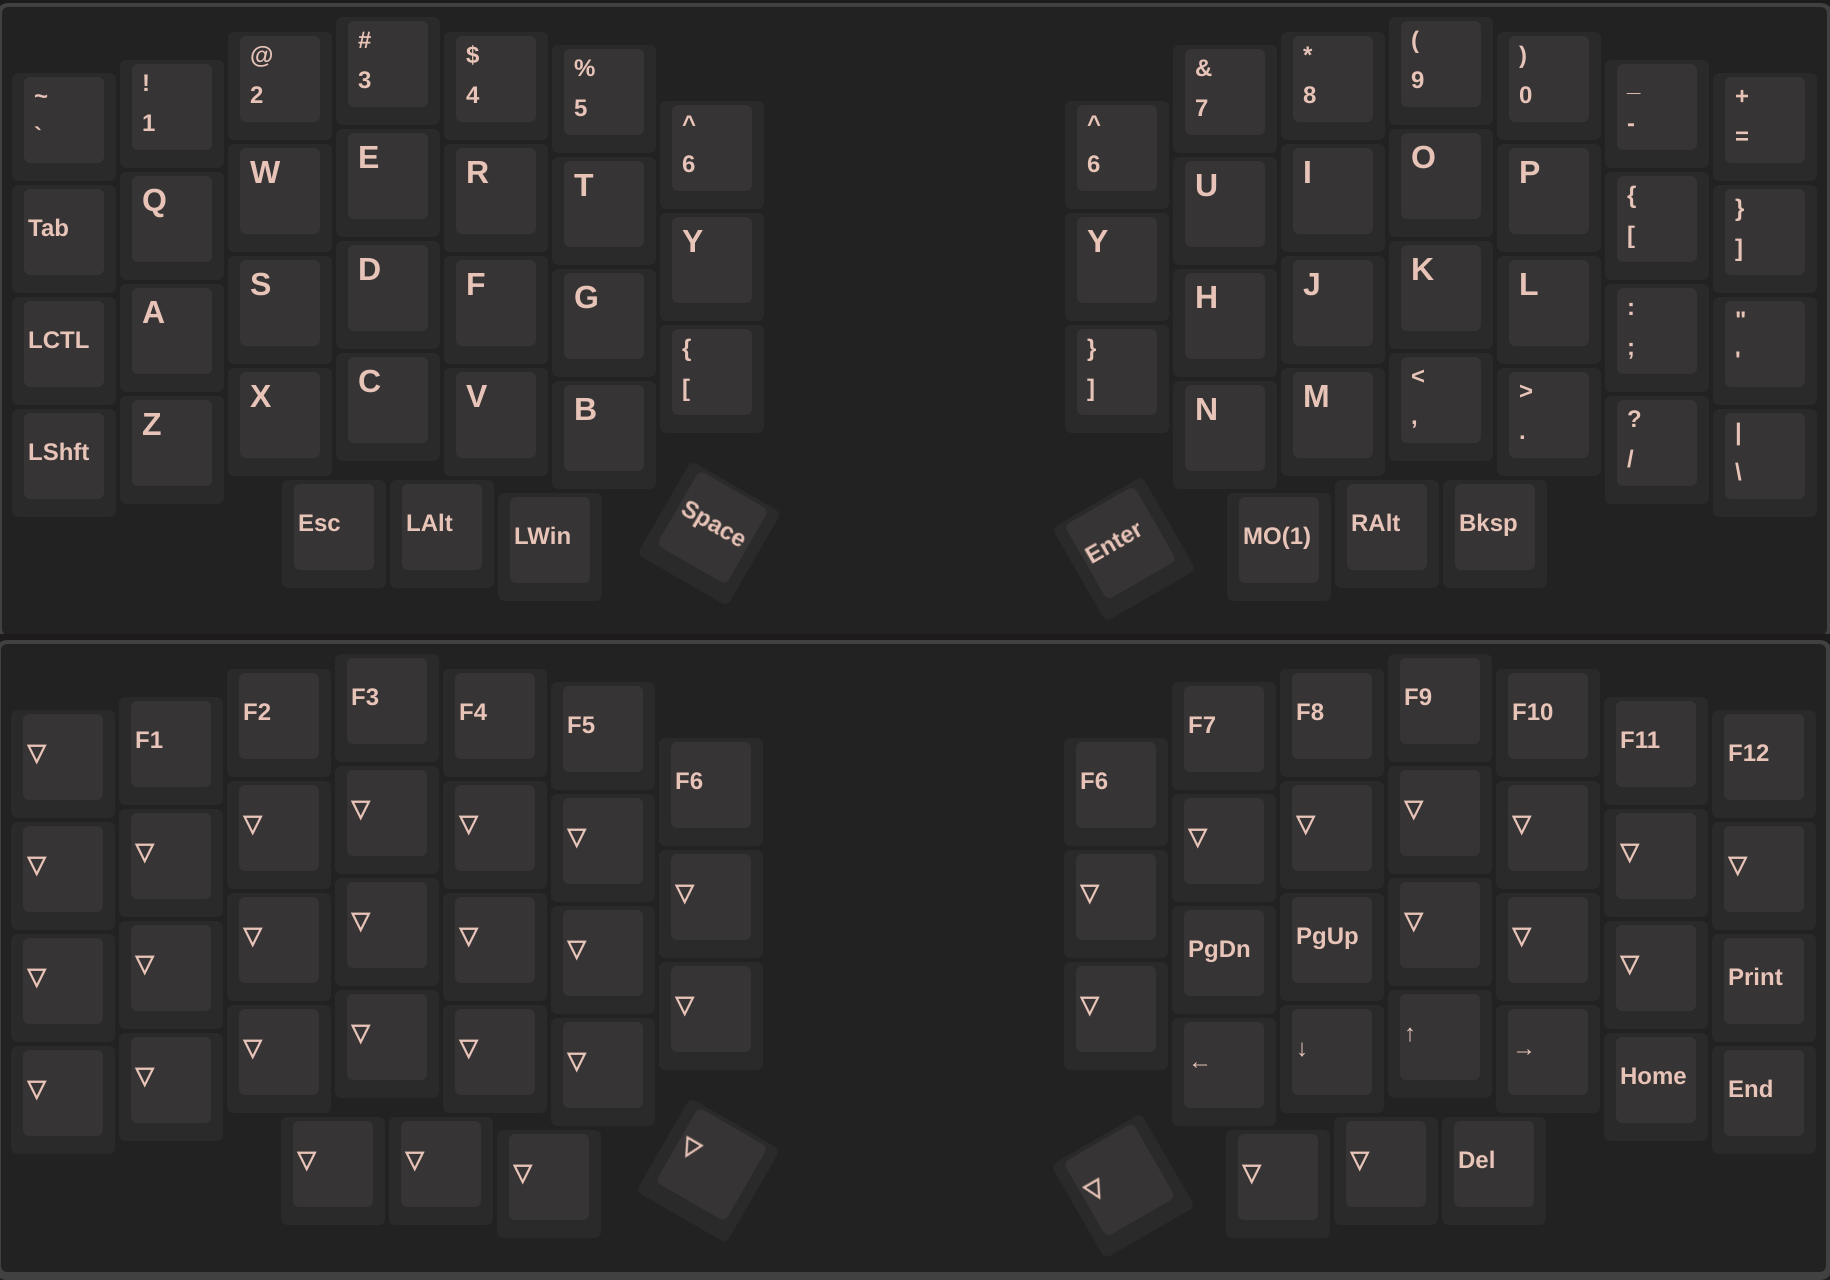 ~ ! @ # $ % & * ( ) _ +
` 1 2 3 4 5 ^ ^ 7 8 9 0 - =
6 6
Tab Q W E R T Y Y U I O P { }
[ ]
LCTL A S D F G { } H J K L : "
[ ] ; '
LShft Z X C V B N M < > ? |
, . / \
Esc LAlt LWin Space Enter MO(1) RAlt Bksp
▽ F1 F2 F3 F4 F5 F6 F6 F7 F8 F9 F10 F11 F12
▽ ▽ ▽ ▽ ▽ ▽ ▽ ▽ ▽ ▽ ▽ ▽ ▽ ▽
▽ ▽ ▽ ▽ ▽ ▽ ▽ ▽ PgDn PgUp ▽ ▽ ▽ Print
▽ ▽ ▽ ▽ ▽ ▽ ← ↓ ↑ → Home End
▽ ▽ ▽ ▽ ▽ ▽ ▽ Del